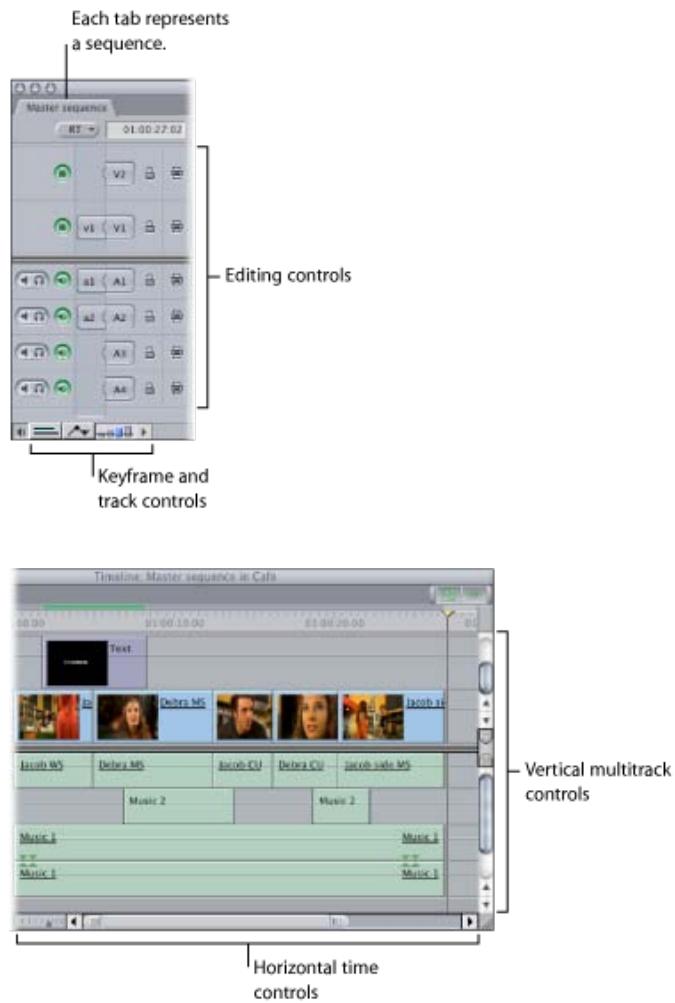 Each tab represents
a sequence.
Master sequence
RT
01:00:27:02
V2
v1 V1
Editing controls
a1 A1
a2 A2
A3
A4
Keyframe and
track controls
Timeline: Master sequence in Cafe
00:00 01:00:10:00 01:00:20:00 01
Text
Debra MS
Jacob WS Debra MS Jacob CU Debra CU Jacob side MS
Vertical multitrack
controls
Music 2 Music 2
Music 1 Music 1
Music 1 Music 1
Horizontal time
controls